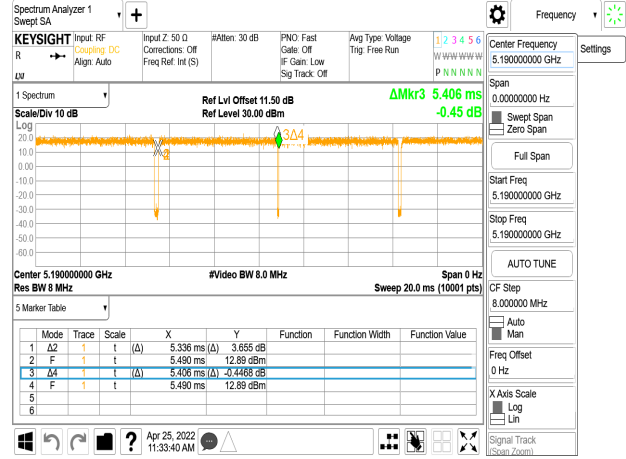 Spectrum Analyzer 1
Swept SA
Frequency
KEYSIGHT
R
Input: RF
Coupling: DC
Align: Auto
Input Z: 50 Ω
Corrections: Off
Freq Ref: Int (S)
#Atten: 30 dB
PNO: Fast
Gate: Off
IF Gain: Low
Sig Track: Off
Avg Type: Voltage
Trig: Free Run
1 2 3 4 5 6
W W W W W W
P N N N N N
LXI
1 Spectrum
Scale/Div 10 dB
Ref Lvl Offset 11.50 dB
Ref Level 30.00 dBm
ΔMkr3 5.406 ms
-0.45 dB
Log
20.0
10.0
0.00
-10.0
-20.0
-30.0
-40.0
-50.0
-60.0
3Δ4
Center 5.190000000 GHz
Res BW 8 MHz
#Video BW 8.0 MHz
Span 0 Hz
Sweep 20.0 ms (10001 pts)
5 Marker Table
Mode Trace Scale X Y Function Function Width Function Value
1 Δ2 1 t (Δ) 5.336 ms (Δ) 3.655 dB
2 F 1 t 5.490 ms 12.89 dBm
3 Δ4 1 t (Δ) 5.406 ms (Δ) -0.4468 dB
4 F 1 t 5.490 ms 12.89 dBm
5
6
?
Apr 25, 2022
11:33:40 AM
Center Frequency
5.190000000 GHz
Settings
Span
0.00000000 Hz
Swept Span
Zero Span
Full Span
Start Freq
5.190000000 GHz
Stop Freq
5.190000000 GHz
AUTO TUNE
CF Step
8.000000 MHz
Auto
Man
Freq Offset
0 Hz
X Axis Scale
Log
Lin
Signal Track
(Span Zoom)